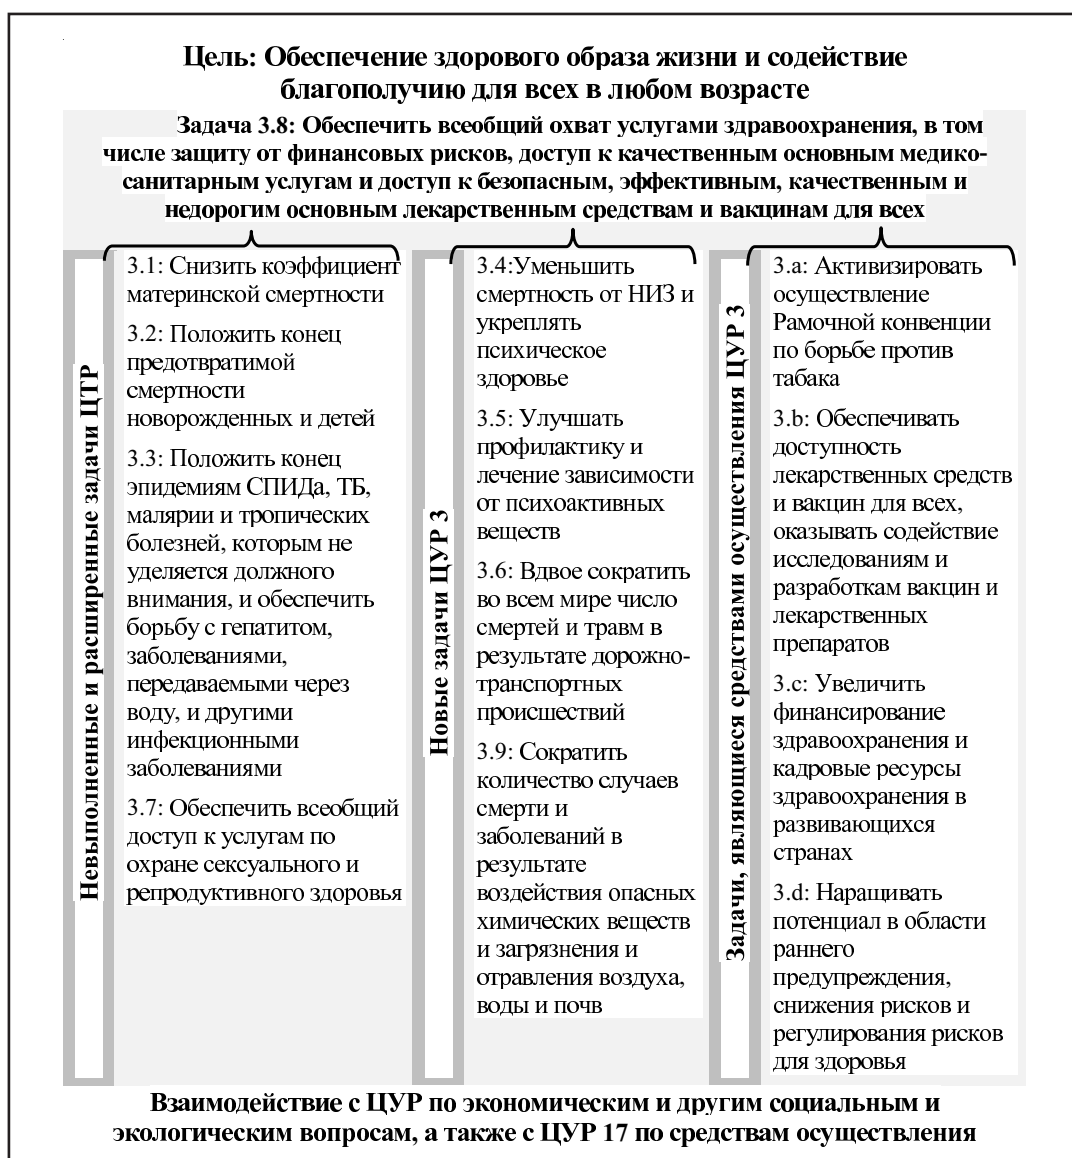 Цель: Обеспечение здорового образа жизни и содействие
благополучию для всех в любом возрасте
Задача 3.8: Обеспечить всеобщий охват услугами здравоохранения, в том
числе защиту от финансовых рисков, доступ к качественным основным медико-
санитарным услугам и доступ к безопасным, эффективным, качественным и
недорогим основным лекарственным средствам и вакцинам для всех
Невыполненные и расширенные задачи ЦТР
3.1: Снизить коэффициент
материнской смертности
3.2: Положить конец
предотвратимой
смертности
новорожденных и детей
3.3: Положить конец
эпидемиям СПИДа, ТБ,
малярии и тропических
болезней, которым не
уделяется должного
внимания, и обеспечить
борьбу с гепатитом,
заболеваниями,
передаваемыми через
воду, и другими
инфекционными
заболеваниями
3.7: Обеспечить всеобщий
доступ к услугам по
охране сексуального и
репродуктивного здоровья
Новые задачи ЦУР 3
3.4:Уменьшить
смертность от НИЗ и
укреплять
психическое
здоровье
3.5: Улучшать
профилактику и
лечение зависимости
от психоактивных
веществ
3.6: Вдвое сократить
во всем мире число
смертей и травм в
результате дорожно-
транспортных
происшествий
3.9: Сократить
количество случаев
смерти и
заболеваний в
результате
воздействия опасных
химических веществ
и загрязнения и
отравления воздуха,
воды и почв
Задачи, являющиеся средствами осуществления ЦУР 3
3.a: Активизировать
осуществление
Рамочной конвенции
по борьбе против
табака
3.b: Обеспечивать
доступность
лекарственных средств
и вакцин для всех,
оказывать содействие
исследованиям и
разработкам вакцин и
лекарственных
препаратов
3.c: Увеличить
финансирование
здравоохранения и
кадровые ресурсы
здравоохранения в
развивающихся
странах
3.d: Наращивать
потенциал в области
раннего
предупреждения,
снижения рисков и
регулирования рисков
для здоровья
Взаимодействие с ЦУР по экономическим и другим социальным и
экологическим вопросам, а также с ЦУР 17 по средствам осуществления